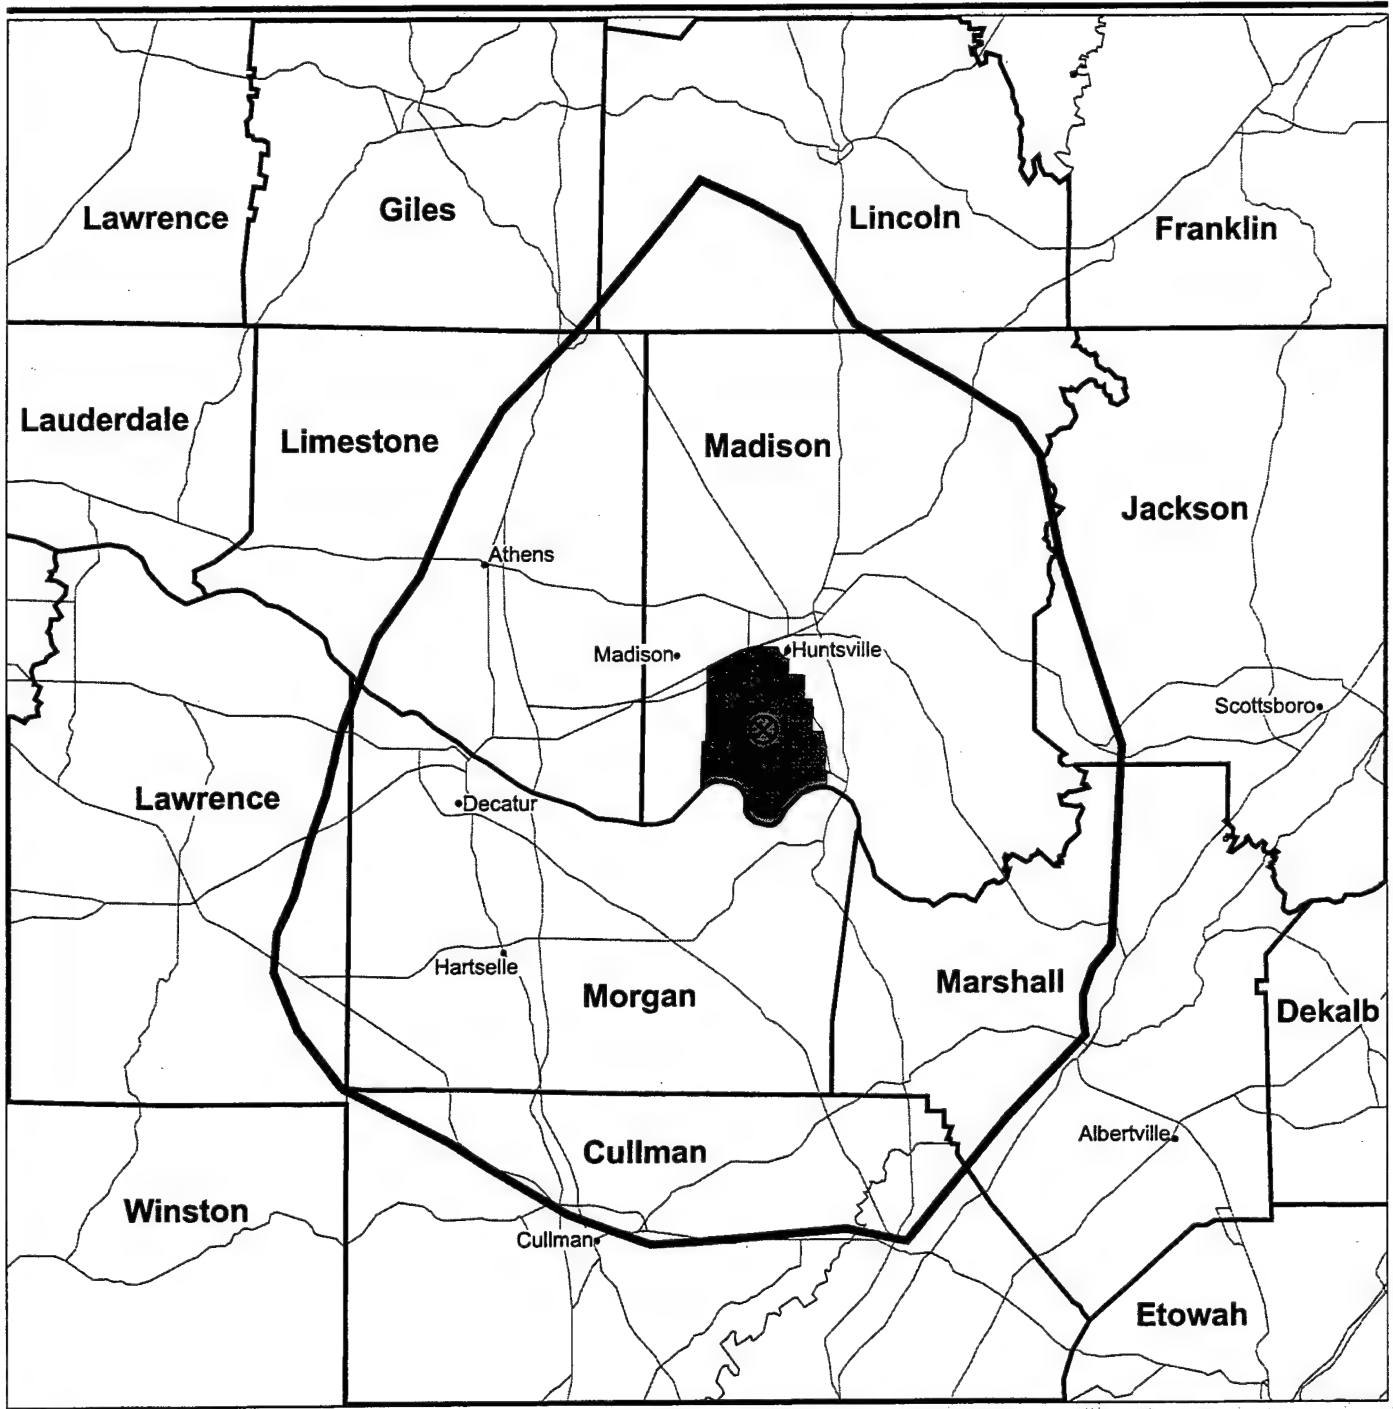 Lawrence
Giles
Lincoln
Franklin
Lauderdale
Limestone
Madison
Jackson
Athens
Madison
Huntsville
Scottsboro
Lawrence
Decatur
Hartselle
Morgan
Marshall
Dekalb
Albertville
Cullman
Winston
Cullman
Etowah